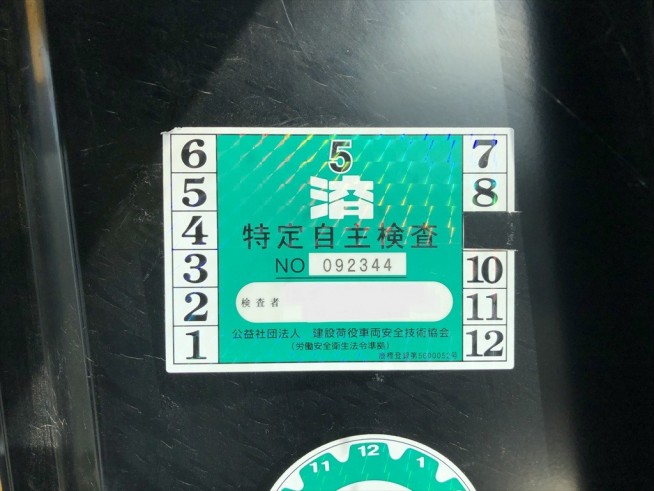 6
5
4
3
2
1
5
済
特定自主検査
NO 092344
検査者
公益社団法人 建設荷役車両安全技術協会
(労働安全衛生法令準拠)
7
8
10
11
12
11 12 1